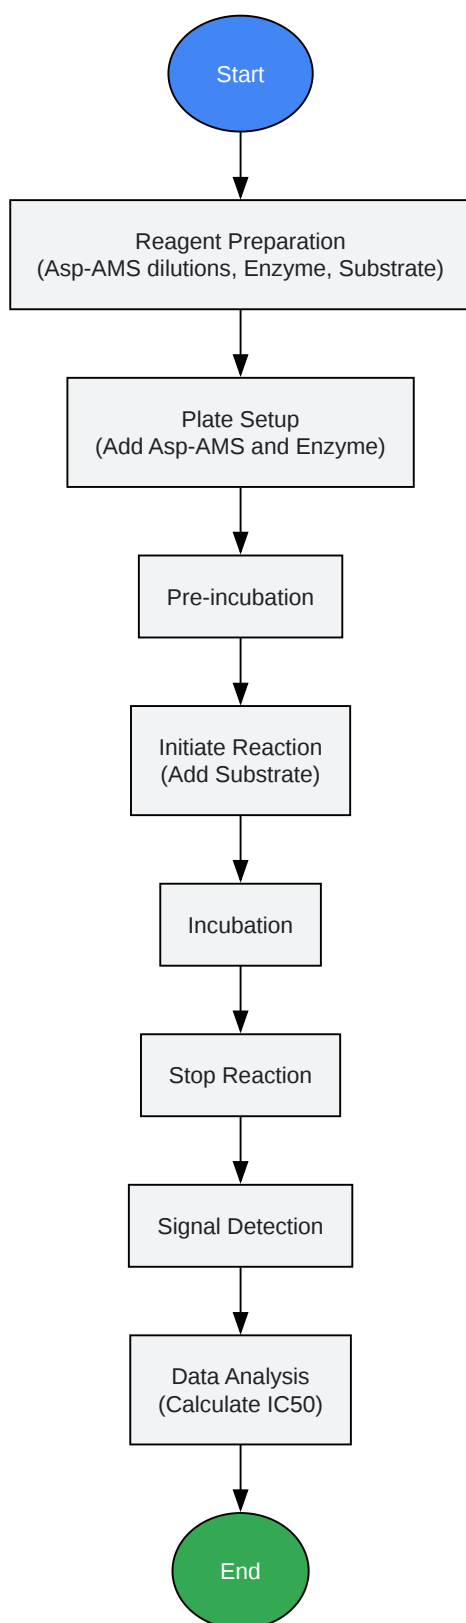 Start
Reagent Preparation
(Asp-AMS dilutions, Enzyme, Substrate)
Plate Setup
(Add Asp-AMS and Enzyme)
Pre-incubation
Initiate Reaction
(Add Substrate)
Incubation
Stop Reaction
Signal Detection
Data Analysis
(Calculate IC50)
End